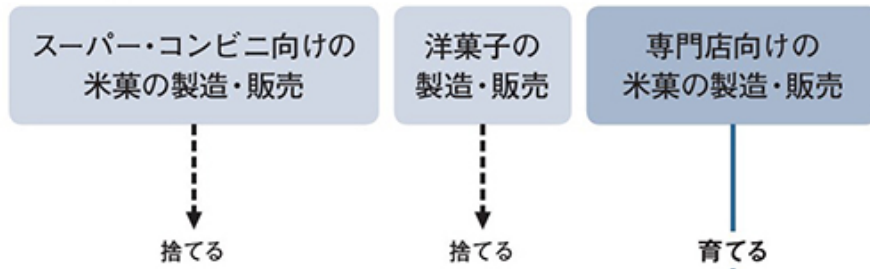 スーパー・コンビニ向けの
米菓の製造・販売
洋菓子の
製造・販売
専門店向けの
米菓の製造・販売
捨てる
捨てる
育てる